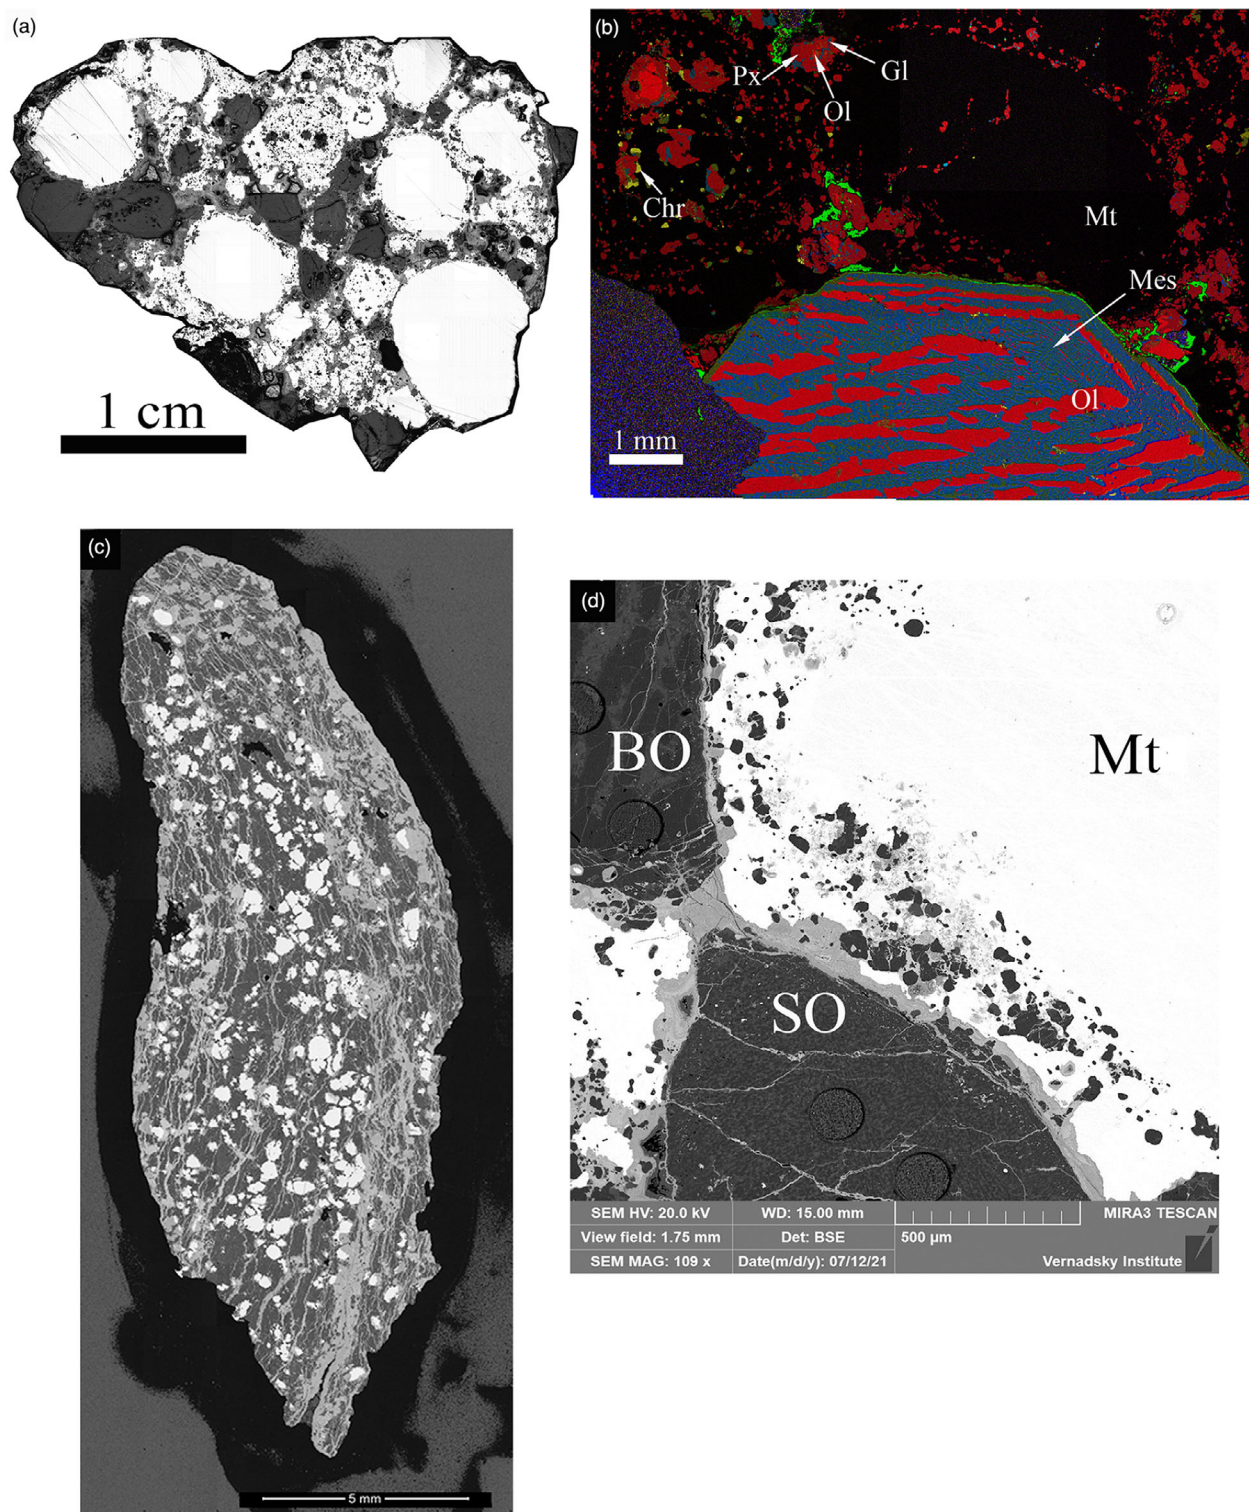 (a)
1 cm
(b)
Px
Ol
Gl
Chr
Mt
Mes
Ol
1 mm
(c)
5 mm
(d)
BO
Mt
SO
SEM HV: 20.0 kV
WD: 15.00 mm
MIRA3 TESCAN
View field: 1.75 mm
Det: BSE
500 µm
SEM MAG: 109 x
Date(m/d/y): 07/12/21
Vernadsky Institute